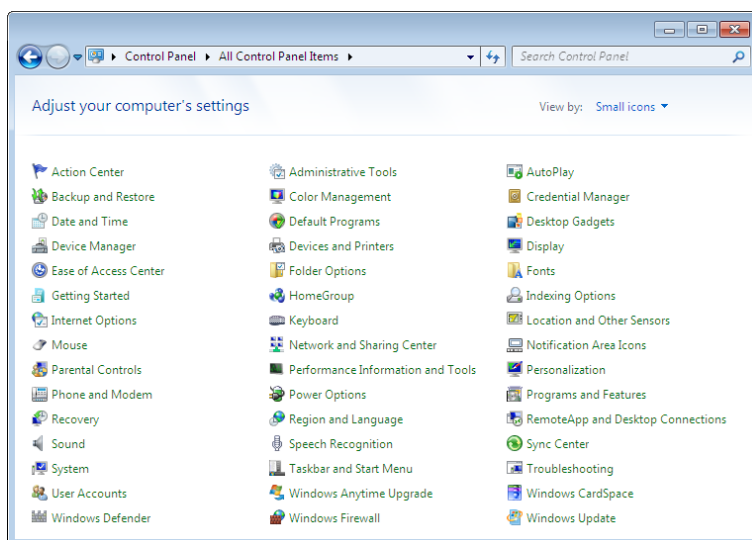 Control Panel All Control Panel Items Search Control Panel
Adjust your computer's settings View by: Small icons
Action Center Administrative Tools AutoPlay
Backup and Restore Color Management Credential Manager
Date and Time Default Programs Desktop Gadgets
Device Manager Devices and Printers Display
Ease of Access Center Folder Options Fonts
Getting Started HomeGroup Indexing Options
Internet Options Keyboard Location and Other Sensors
Mouse Network and Sharing Center Notification Area Icons
Parental Controls Performance Information and Tools Personalization
Phone and Modem Power Options Programs and Features
Recovery Region and Language RemoteApp and Desktop Connections
Sound Speech Recognition Sync Center
System Taskbar and Start Menu Troubleshooting
User Accounts Windows Anytime Upgrade Windows CardSpace
Windows Defender Windows Firewall Windows Update